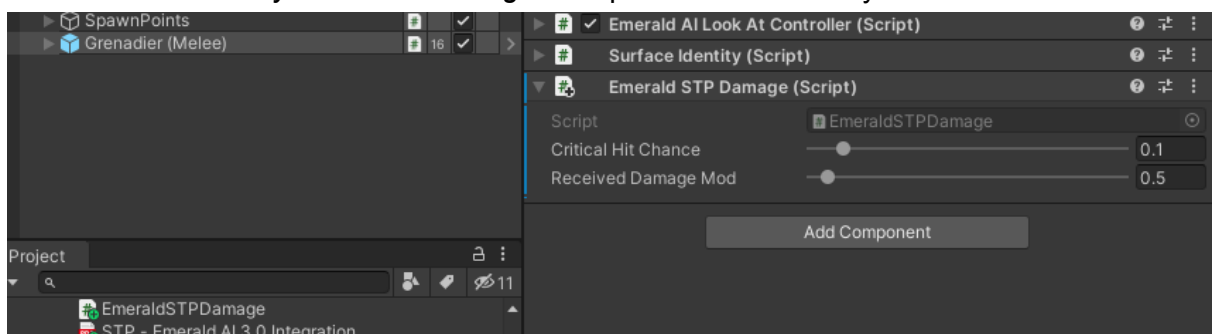 SpawnPoints
Grenadier (Melee)
16
Emerald AI Look At Controller (Script)
Surface Identity (Script)
Emerald STP Damage (Script)
Script
EmeraldSTPDamage
Critical Hit Chance
0.1
Received Damage Mod
0.5
Add Component
Project
11
EmeraldSTPDamage
STP - Emerald AI 3.0 Integration